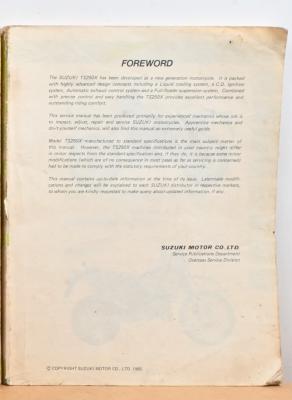 FOREWORD
The SUZUKI TS250X has been developed as a new generation motorcycle. It is packed
with highly advanced design concepts including a Liquid cooling system, a C.D. Ignition
system, Automatic exhaust control system and a Full-floater suspension system. Combined
with precise control and easy handling the TS250X provides excellent performance and
outstanding riding comfort.
This service manual has been produced primarily for experienced mechanics whose job is
to inspect, adjust, repair and service SUZUKI motorcycles. Apprentice mechanics and
do-it-yourself mechanics, will also find this manual an extremely useful guide.
Model TS250X manufactured to standard specifications is the main subject matter of
this manual. However, the TS250X machines distributed in your country might differ
in minor respects from the standard specification and, if they do, it is because some minor
modifications (which are of no consequence in most cases as far as servicing is concerned)
had to be made to comply with the statutory requirements of your country.
This manual contains up-to-date information at the time of its issue. Later-made modifi-
cations and changes will be explained to each SUZUKI distributor in respective markets,
to whom you are kindly requested to make query about updated information, if any.
SUZUKI MOTOR CO.,LTD.
Service Publications Department
Overseas Service Division
© COPYRIGHT SUZUKI MOTOR CO., LTD. 1985